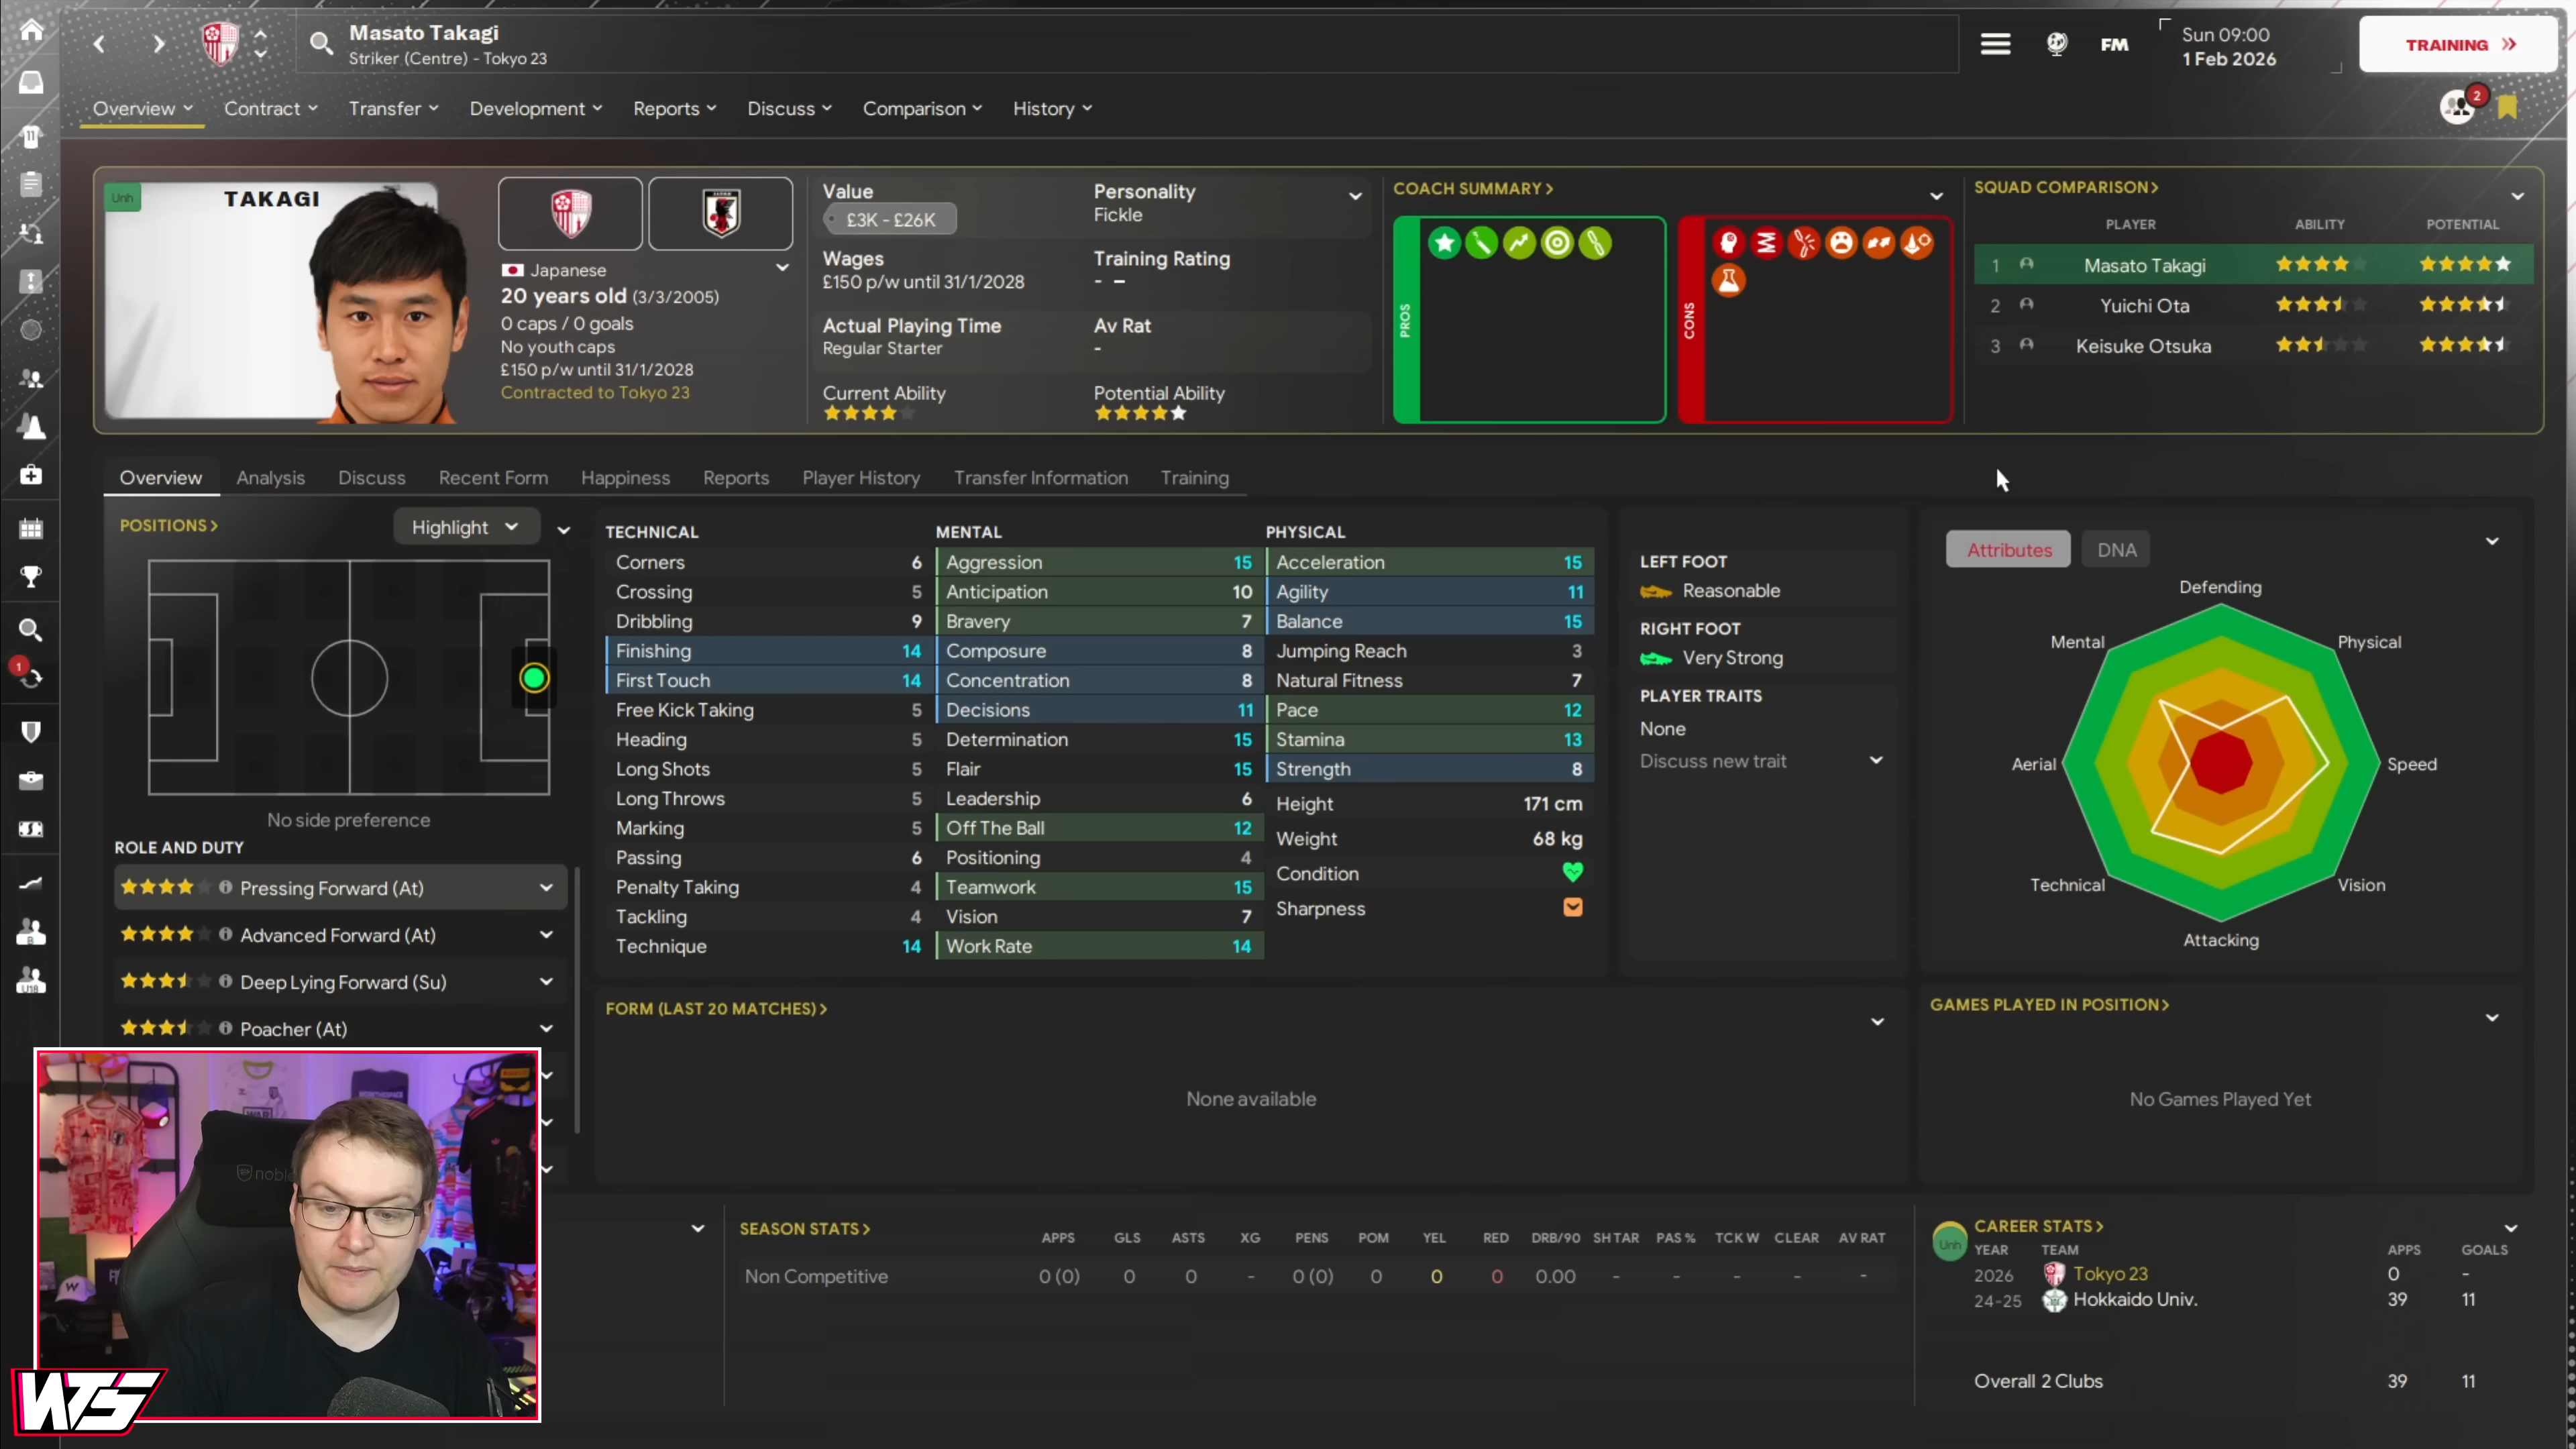 Masato Takagi
Striker (Centre) - Tokyo 23
FM
Sun 09:00
1 Feb 2026
TRAINING
Overview
Contract
Transfer
Development
Reports
Discuss
Comparison
History
2
11
1
B
U18
Unh
TAKAGI
Japanese
20 years old (3/3/2005)
0 caps / 0 goals
No youth caps
£150 p/w until 31/1/2028
Contracted to Tokyo 23
Value
£3K - £26K
Personality
Fickle
Wages
£150 p/w until 31/1/2028
Training Rating
- -
Actual Playing Time
Regular Starter
Av Rat
-
Current Ability
Potential Ability
COACH SUMMARY >
PROS
CONS
SQUAD COMPARISON >
PLAYER ABILITY POTENTIAL
1 Masato Takagi
2 Yuichi Ota
3 Keisuke Otsuka
Overview
Analysis
Discuss
Recent Form
Happiness
Reports
Player History
Transfer Information
Training
POSITIONS >
Highlight
No side preference
ROLE AND DUTY
Pressing Forward (At)
Advanced Forward (At)
Deep Lying Forward (Su)
Poacher (At)
TECHNICAL
Corners 6
Crossing 5
Dribbling 9
Finishing 14
First Touch 14
Free Kick Taking 5
Heading 5
Long Shots 5
Long Throws 5
Marking 5
Passing 6
Penalty Taking 4
Tackling 4
Technique 14
MENTAL
Aggression 15
Anticipation 10
Bravery 7
Composure 8
Concentration 8
Decisions 11
Determination 15
Flair 15
Leadership 6
Off The Ball 12
Positioning 4
Teamwork 15
Vision 7
Work Rate 14
PHYSICAL
Acceleration 15
Agility 11
Balance 15
Jumping Reach 3
Natural Fitness 7
Pace 12
Stamina 13
Strength 8
Height 171 cm
Weight 68 kg
Condition
Sharpness
LEFT FOOT
Reasonable
RIGHT FOOT
Very Strong
PLAYER TRAITS
None
Discuss new trait
Attributes
DNA
Defending
Physical
Speed
Vision
Attacking
Technical
Aerial
Mental
FORM (LAST 20 MATCHES) >
None available
GAMES PLAYED IN POSITION >
No Games Played Yet
SEASON STATS >
APPS GLS ASTS XG PENS POM YEL RED DRB/90 SH TAR PAS % TCK W CLEAR AV RAT
Non Competitive 0 (0) 0 0 - 0 (0) 0 0 0 0.00 - - - - -
Unh
CAREER STATS >
YEAR TEAM APPS GOALS
2026 Tokyo 23 0 -
24-25 Hokkaido Univ. 39 11
Overall 2 Clubs 39 11
noble
W
WTS